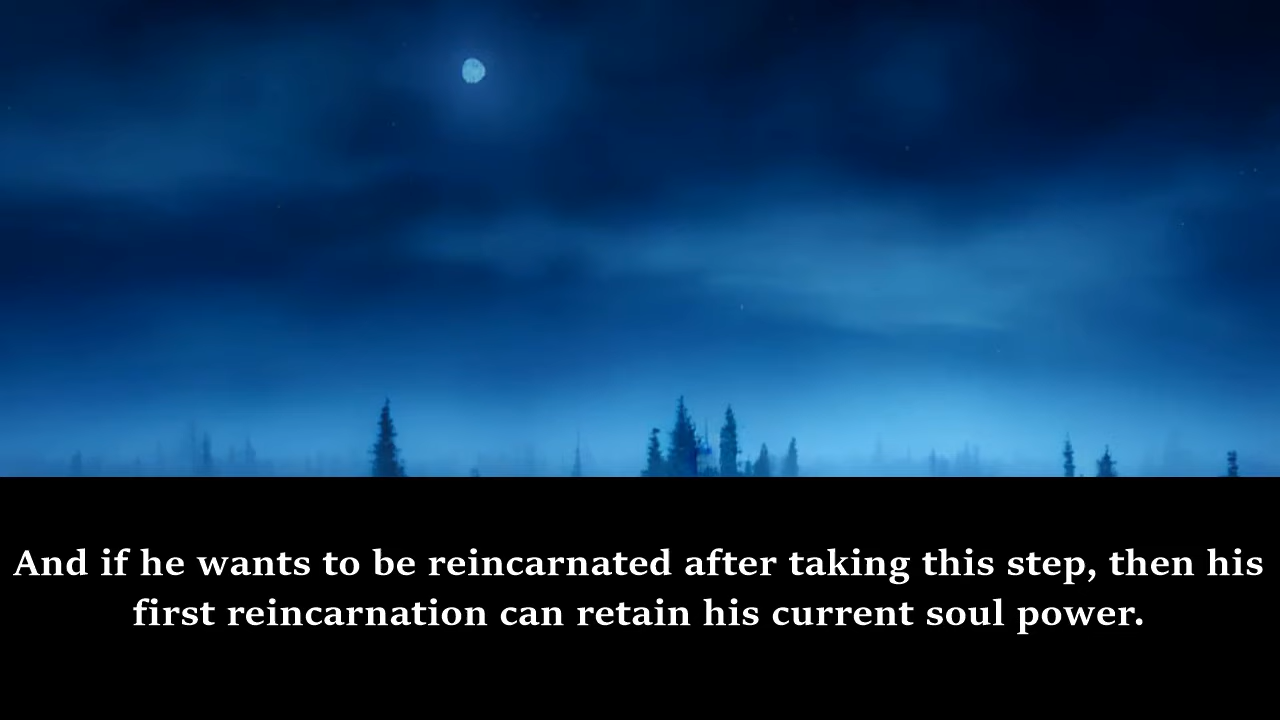 And if he wants to be reincarnated after taking this step, then his
first reincarnation can retain his current soul power.